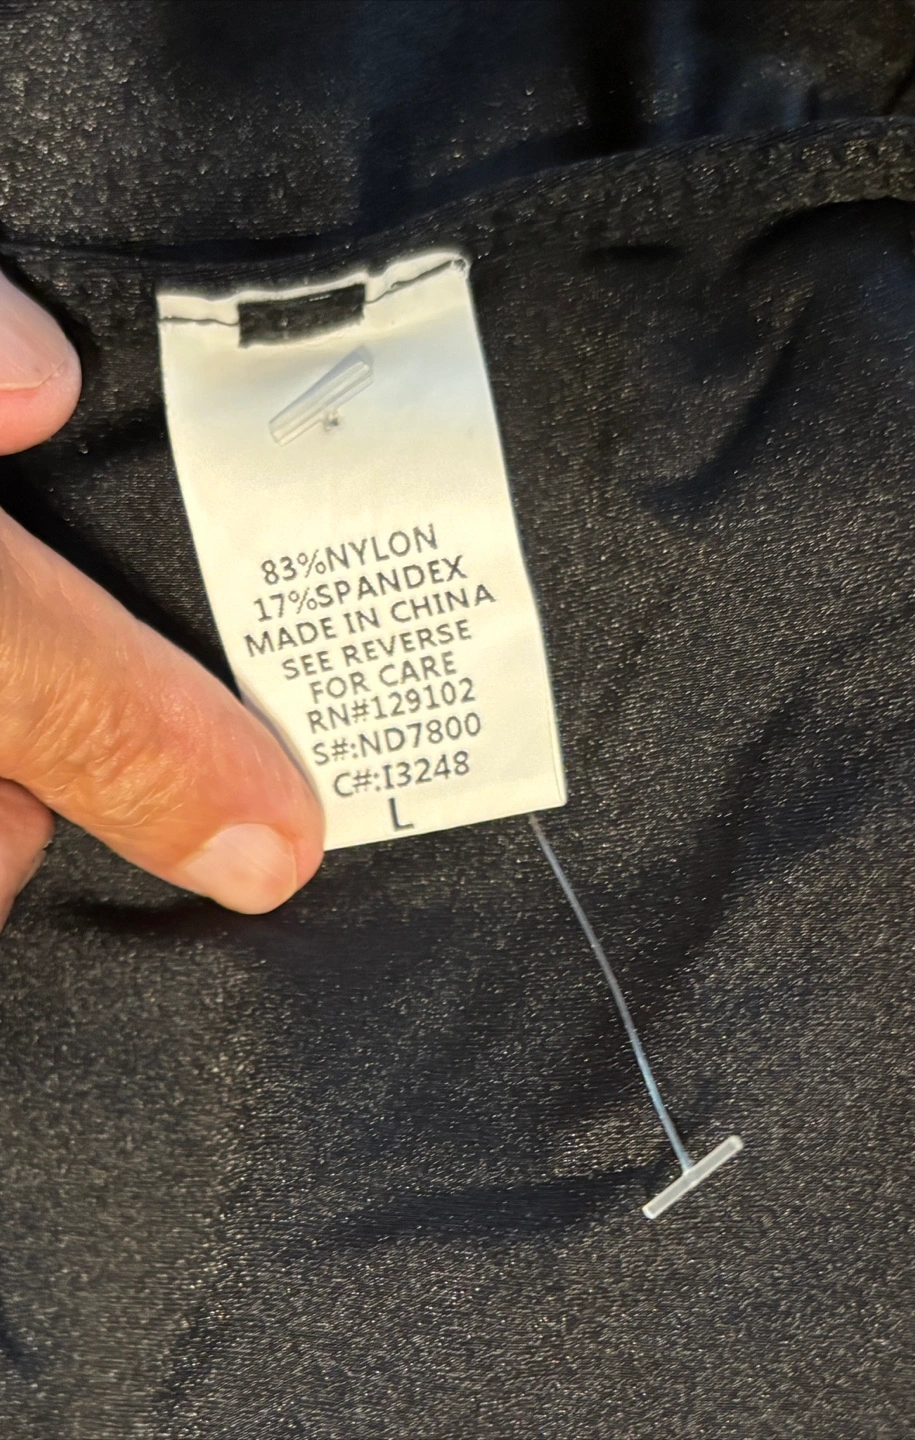 83%NYLON
17%SPANDEX
MADE IN CHINA
SEE REVERSE
FOR CARE
RN#129102
S#:ND7800
C#:I3248
L